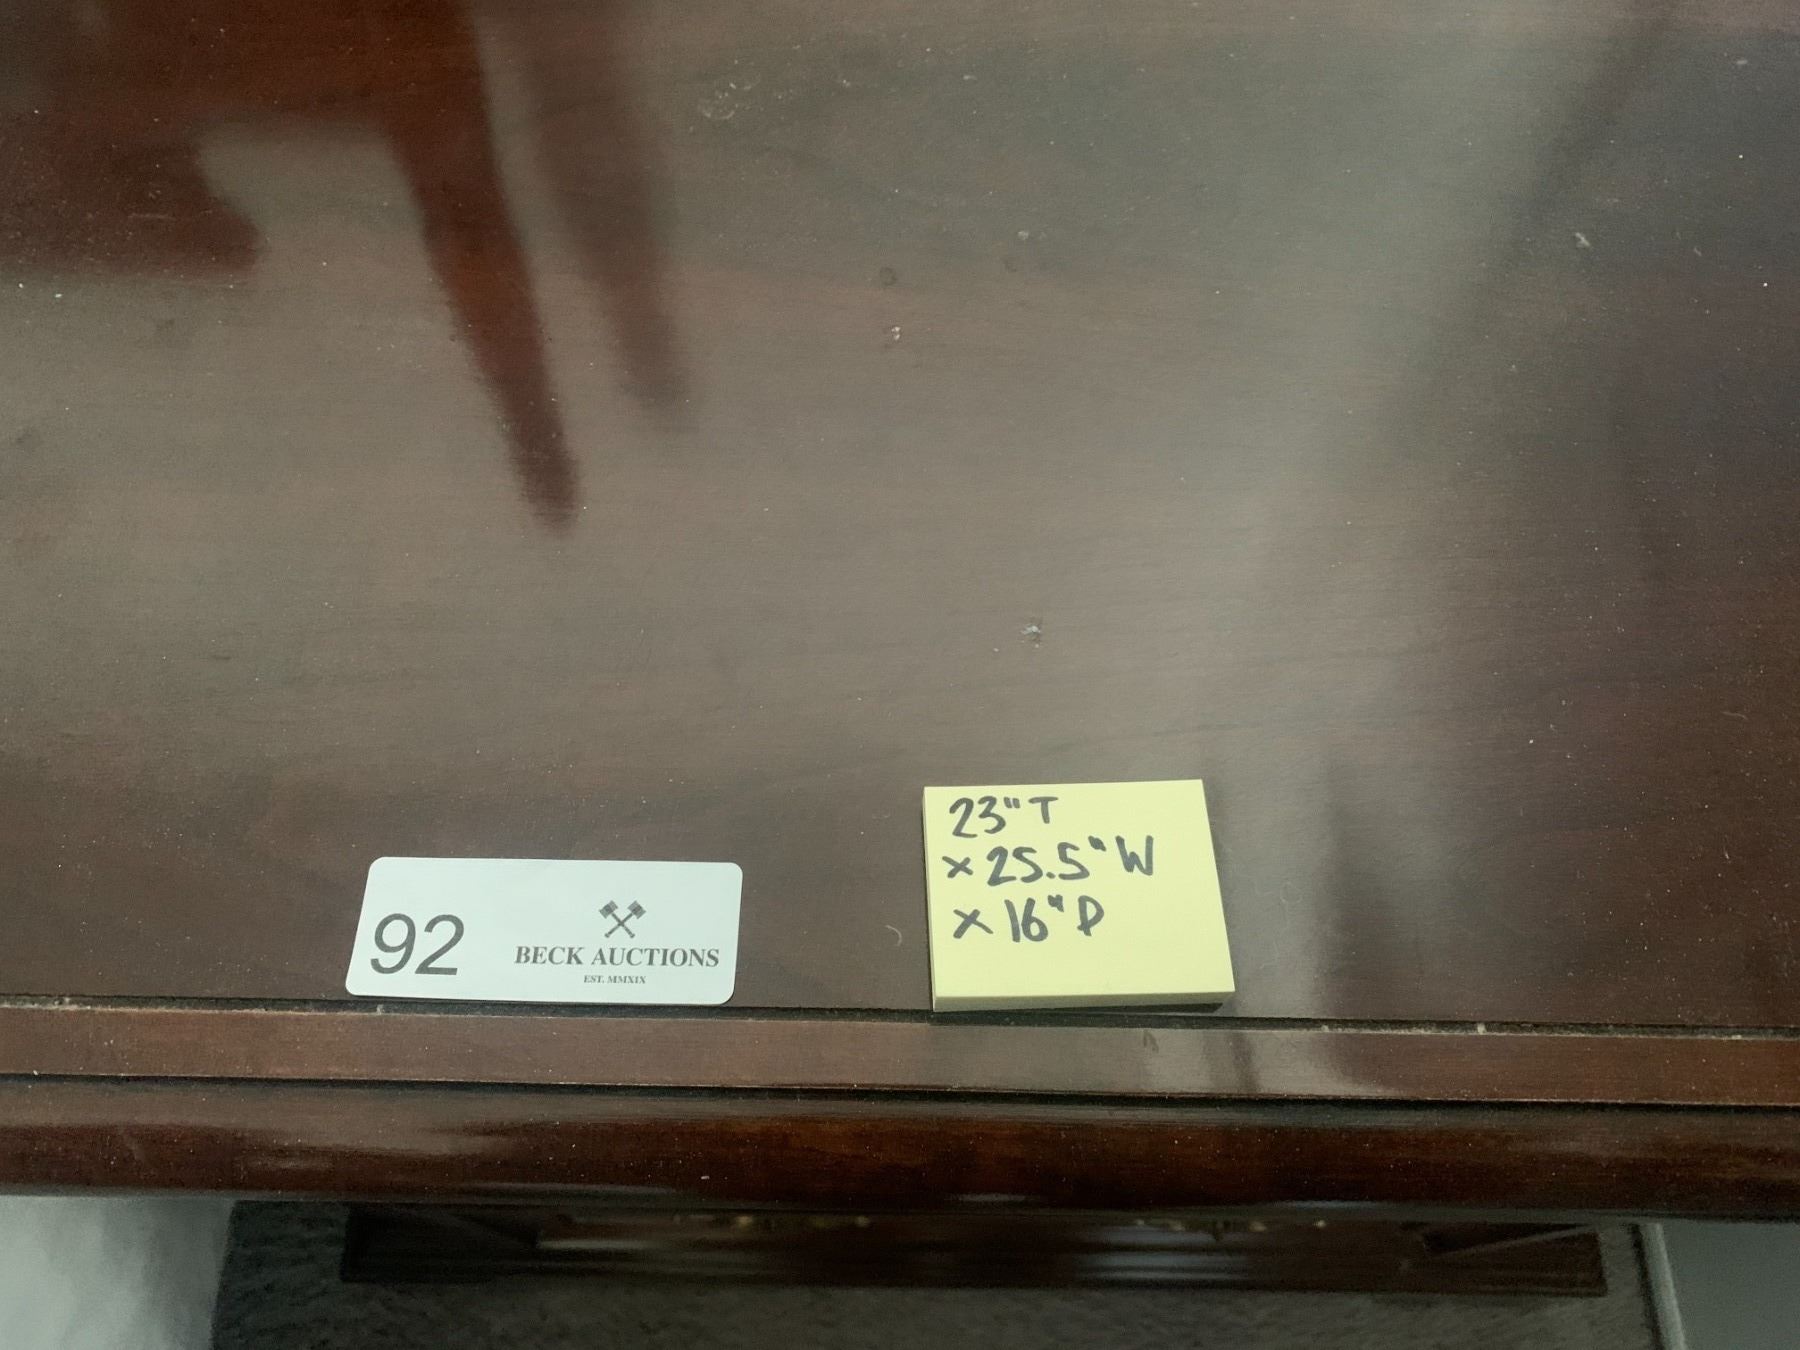 92
BECK AUCTIONS
EST. MMXIX
23" T
x 25.5" W
x 16" D